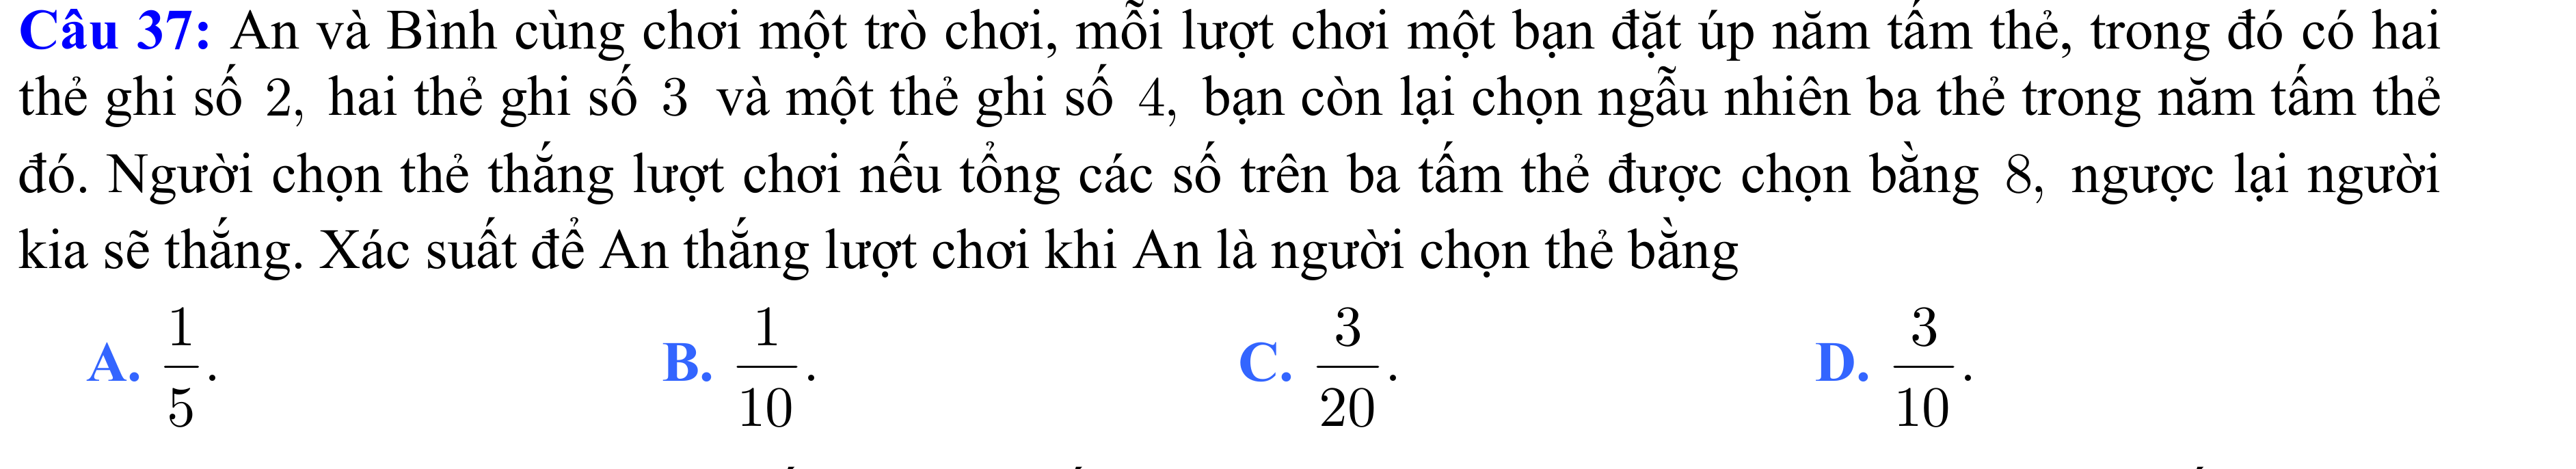 Câu 37: An và Bình cùng chơi một trò chơi, mỗi lượt chơi một bạn đặt úp năm tấm thẻ, trong đó có hai
thẻ ghi số 2, hai thẻ ghi số 3 và một thẻ ghi số 4, bạn còn lại chọn ngẫu nhiên ba thẻ trong năm tấm thẻ
đó. Người chọn thẻ thắng lượt chơi nếu tổng các số trên ba tấm thẻ được chọn bằng 8, ngược lại người
kia sẽ thắng. Xác suất để An thắng lượt chơi khi An là người chọn thẻ bằng
A. 1/5. B. 1/10. C. 3/20. D. 3/10.